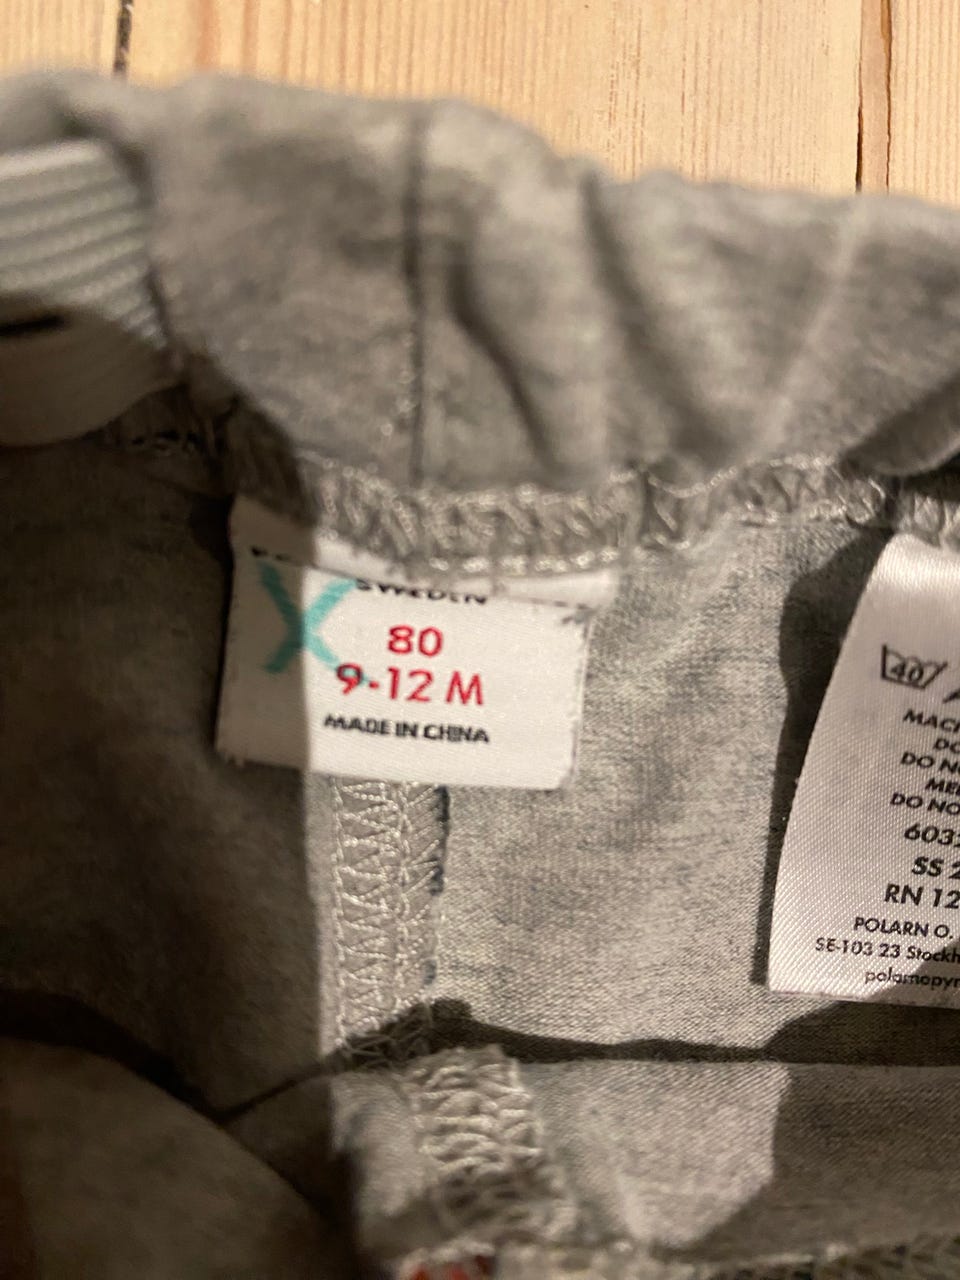 SWEDEN
80
9-12 M
MADE IN CHINA
40
MACH
DO
DO NO
ME
DO NO
603
SS 2
RN 12
POLARN O.
SE-103 23 Stockh
polarnopyr